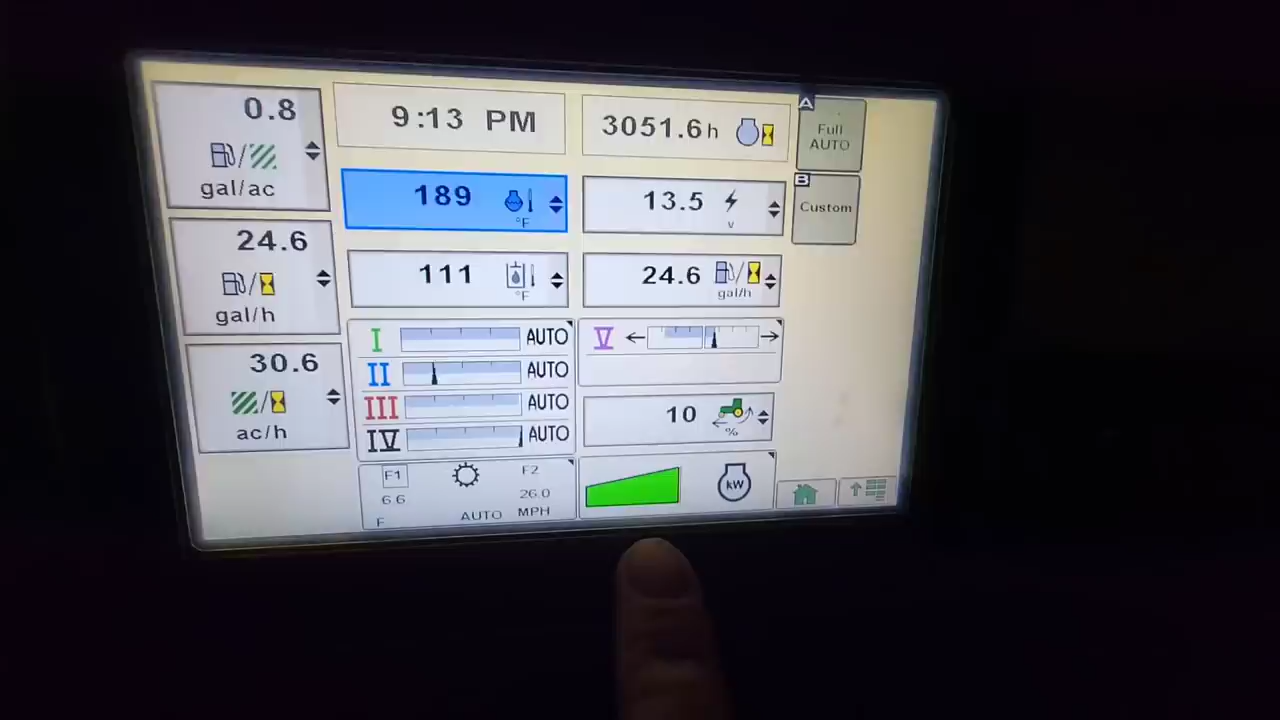 0.8
gal/ac
24.6
gal/h
30.6
ac/h
9:13 PM
189
°F
111
°F
I AUTO
II AUTO
III AUTO
IV AUTO
F1 F2
6.6 26.0
F AUTO MPH
3051.6h
13.5
V
24.6
gal/h
V
10
%
kW
A
Full
AUTO
B
Custom